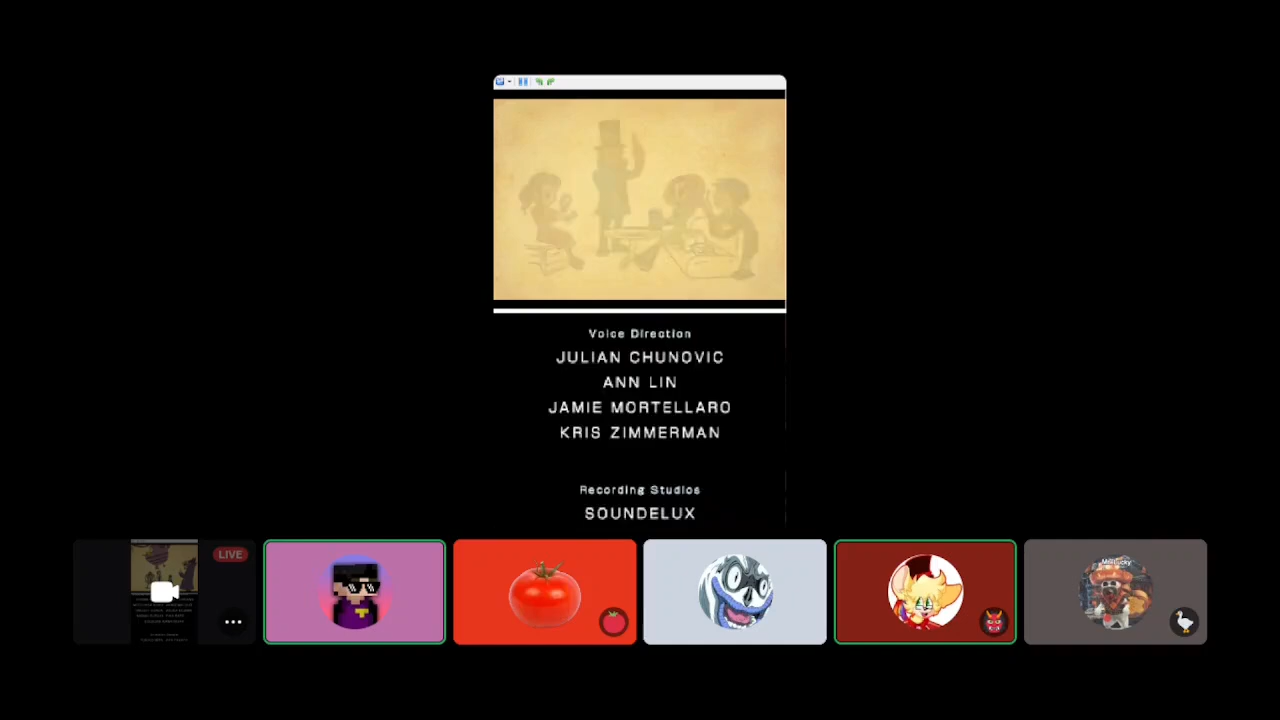 Voice Direction
JULIAN CHUNOVIC
ANN LIN
JAMIE MORTELLARO
KRIS ZIMMERMAN
Recording Studios
SOUNDELUX
LIVE